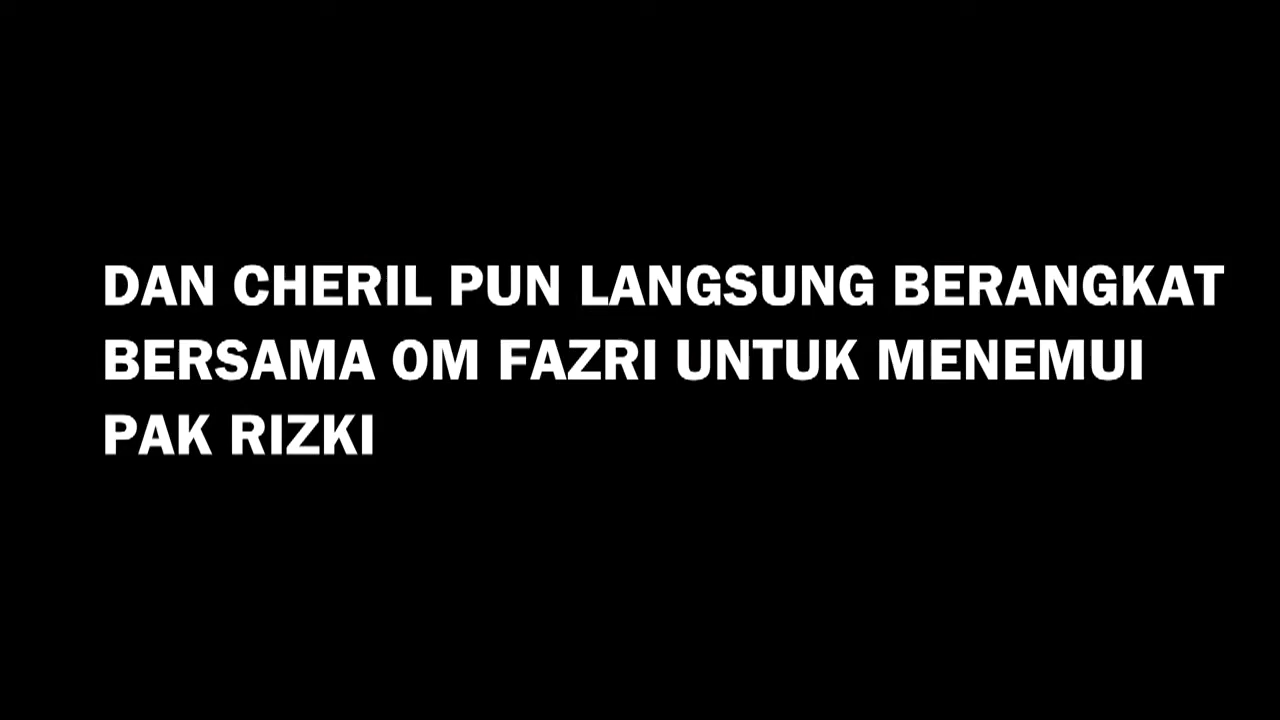 DAN CHERIL PUN LANGSUNG BERANGKAT
BERSAMA OM FAZRI UNTUK MENEMUI
PAK RIZKI